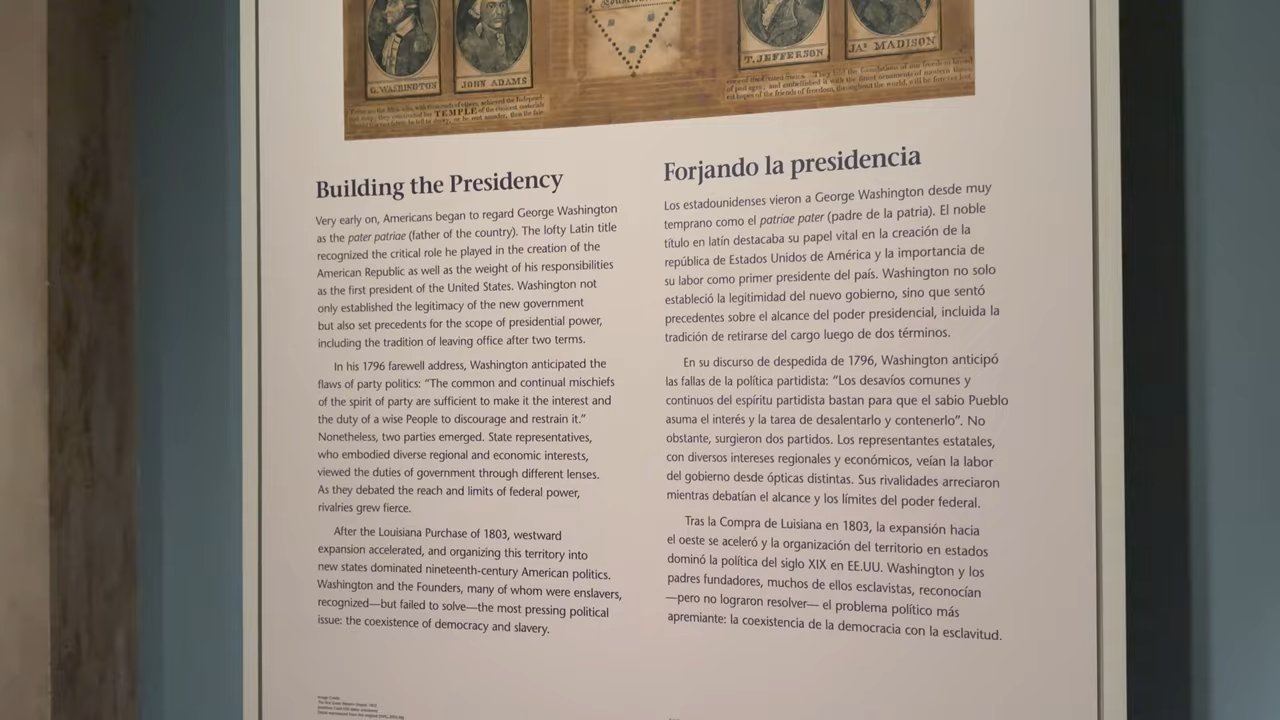 G. WASHINGTON
JOHN ADAMS
T. JEFFERSON
JAS MADISON
TEMPLE
Building the Presidency
Very early on, Americans began to regard George Washington
as the pater patriae (father of the country). The lofty Latin title
recognized the critical role he played in the creation of the
American Republic as well as the weight of his responsibilities
as the first president of the United States. Washington not
only established the legitimacy of the new government
but also set precedents for the scope of presidential power,
including the tradition of leaving office after two terms.
In his 1796 farewell address, Washington anticipated the
flaws of party politics: “The common and continual mischiefs
of the spirit of party are sufficient to make it the interest and
the duty of a wise People to discourage and restrain it.”
Nonetheless, two parties emerged. State representatives,
who embodied diverse regional and economic interests,
viewed the duties of government through different lenses.
As they debated the reach and limits of federal power,
rivalries grew fierce.
After the Louisiana Purchase of 1803, westward
expansion accelerated, and organizing this territory into
new states dominated nineteenth-century American politics.
Washington and the Founders, many of whom were enslavers,
recognized—but failed to solve—the most pressing political
issue: the coexistence of democracy and slavery.
Forjando la presidencia
Los estadounidenses vieron a George Washington desde muy
temprano como el patriae pater (padre de la patria). El noble
título en latín destacaba su papel vital en la creación de la
república de Estados Unidos de América y la importancia de
su labor como primer presidente del país. Washington no solo
estableció la legitimidad del nuevo gobierno, sino que sentó
precedentes sobre el alcance del poder presidencial, incluida la
tradición de retirarse del cargo luego de dos términos.
En su discurso de despedida de 1796, Washington anticipó
las fallas de la política partidista: “Los desavíos comunes y
continuos del espíritu partidista bastan para que el sabio Pueblo
asuma el interés y la tarea de desalentarlo y contenerlo”. No
obstante, surgieron dos partidos. Los representantes estatales,
con diversos intereses regionales y económicos, veían la labor
del gobierno desde ópticas distintas. Sus rivalidades arreciaron
mientras debatían el alcance y los límites del poder federal.
Tras la Compra de Luisiana en 1803, la expansión hacia
el oeste se aceleró y la organización del territorio en estados
dominó la política del siglo XIX en EE.UU. Washington y los
padres fundadores, muchos de ellos esclavistas, reconocían
—pero no lograron resolver— el problema político más
apremiante: la coexistencia de la democracia con la esclavitud.